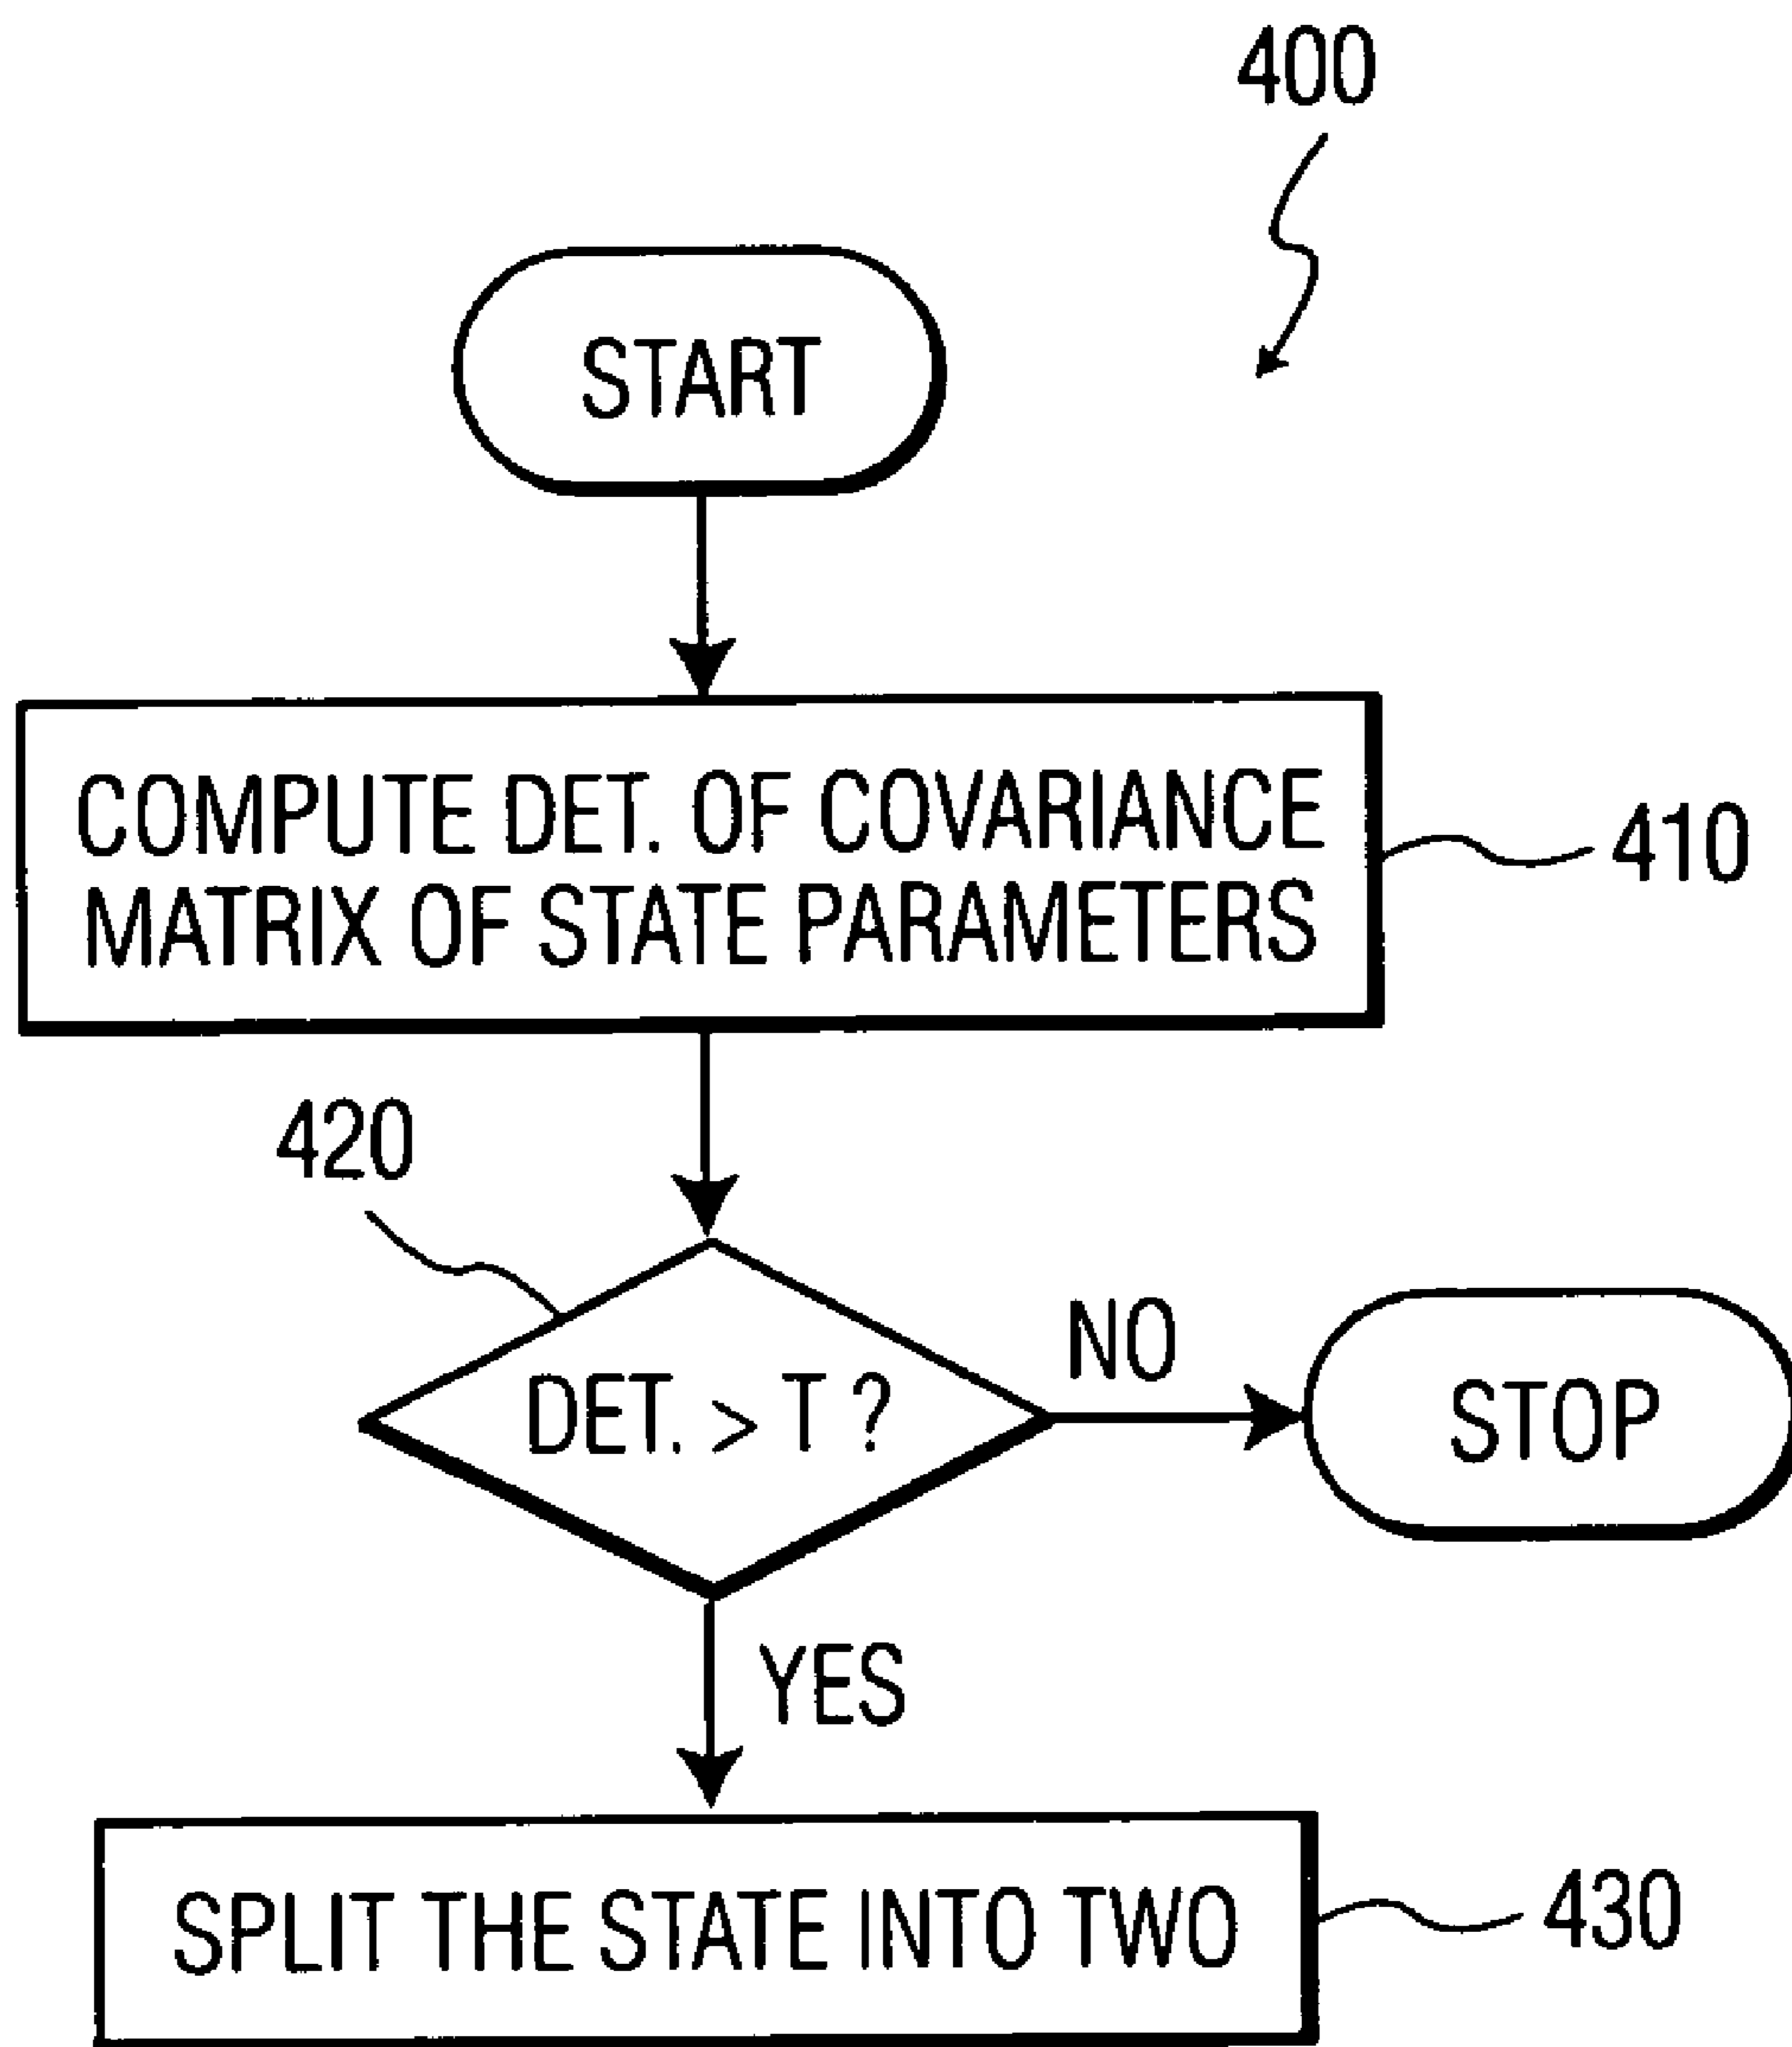 400
START
COMPUTE DET. OF COVARIANCE
MATRIX OF STATE PARAMETERS
410
420
DET. > T ?
NO
STOP
YES
SPLIT THE STATE INTO TWO
430